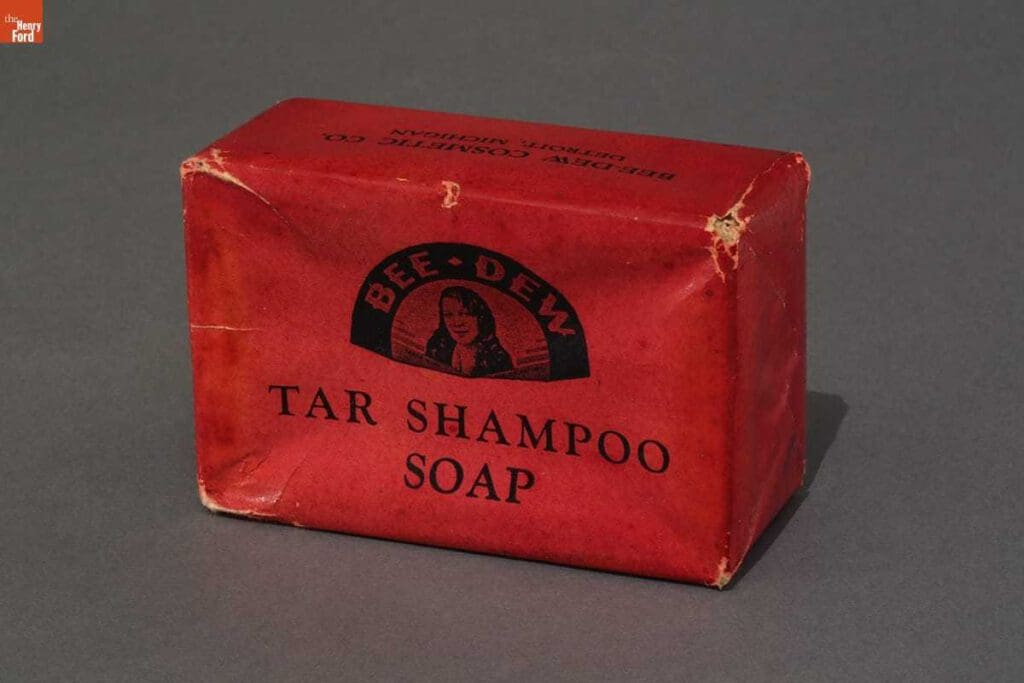 the
Henry
Ford
BEE-DEW COSMETIC CO.
DETROIT, MICHIGAN
BEE • DEW
TAR SHAMPOO
SOAP